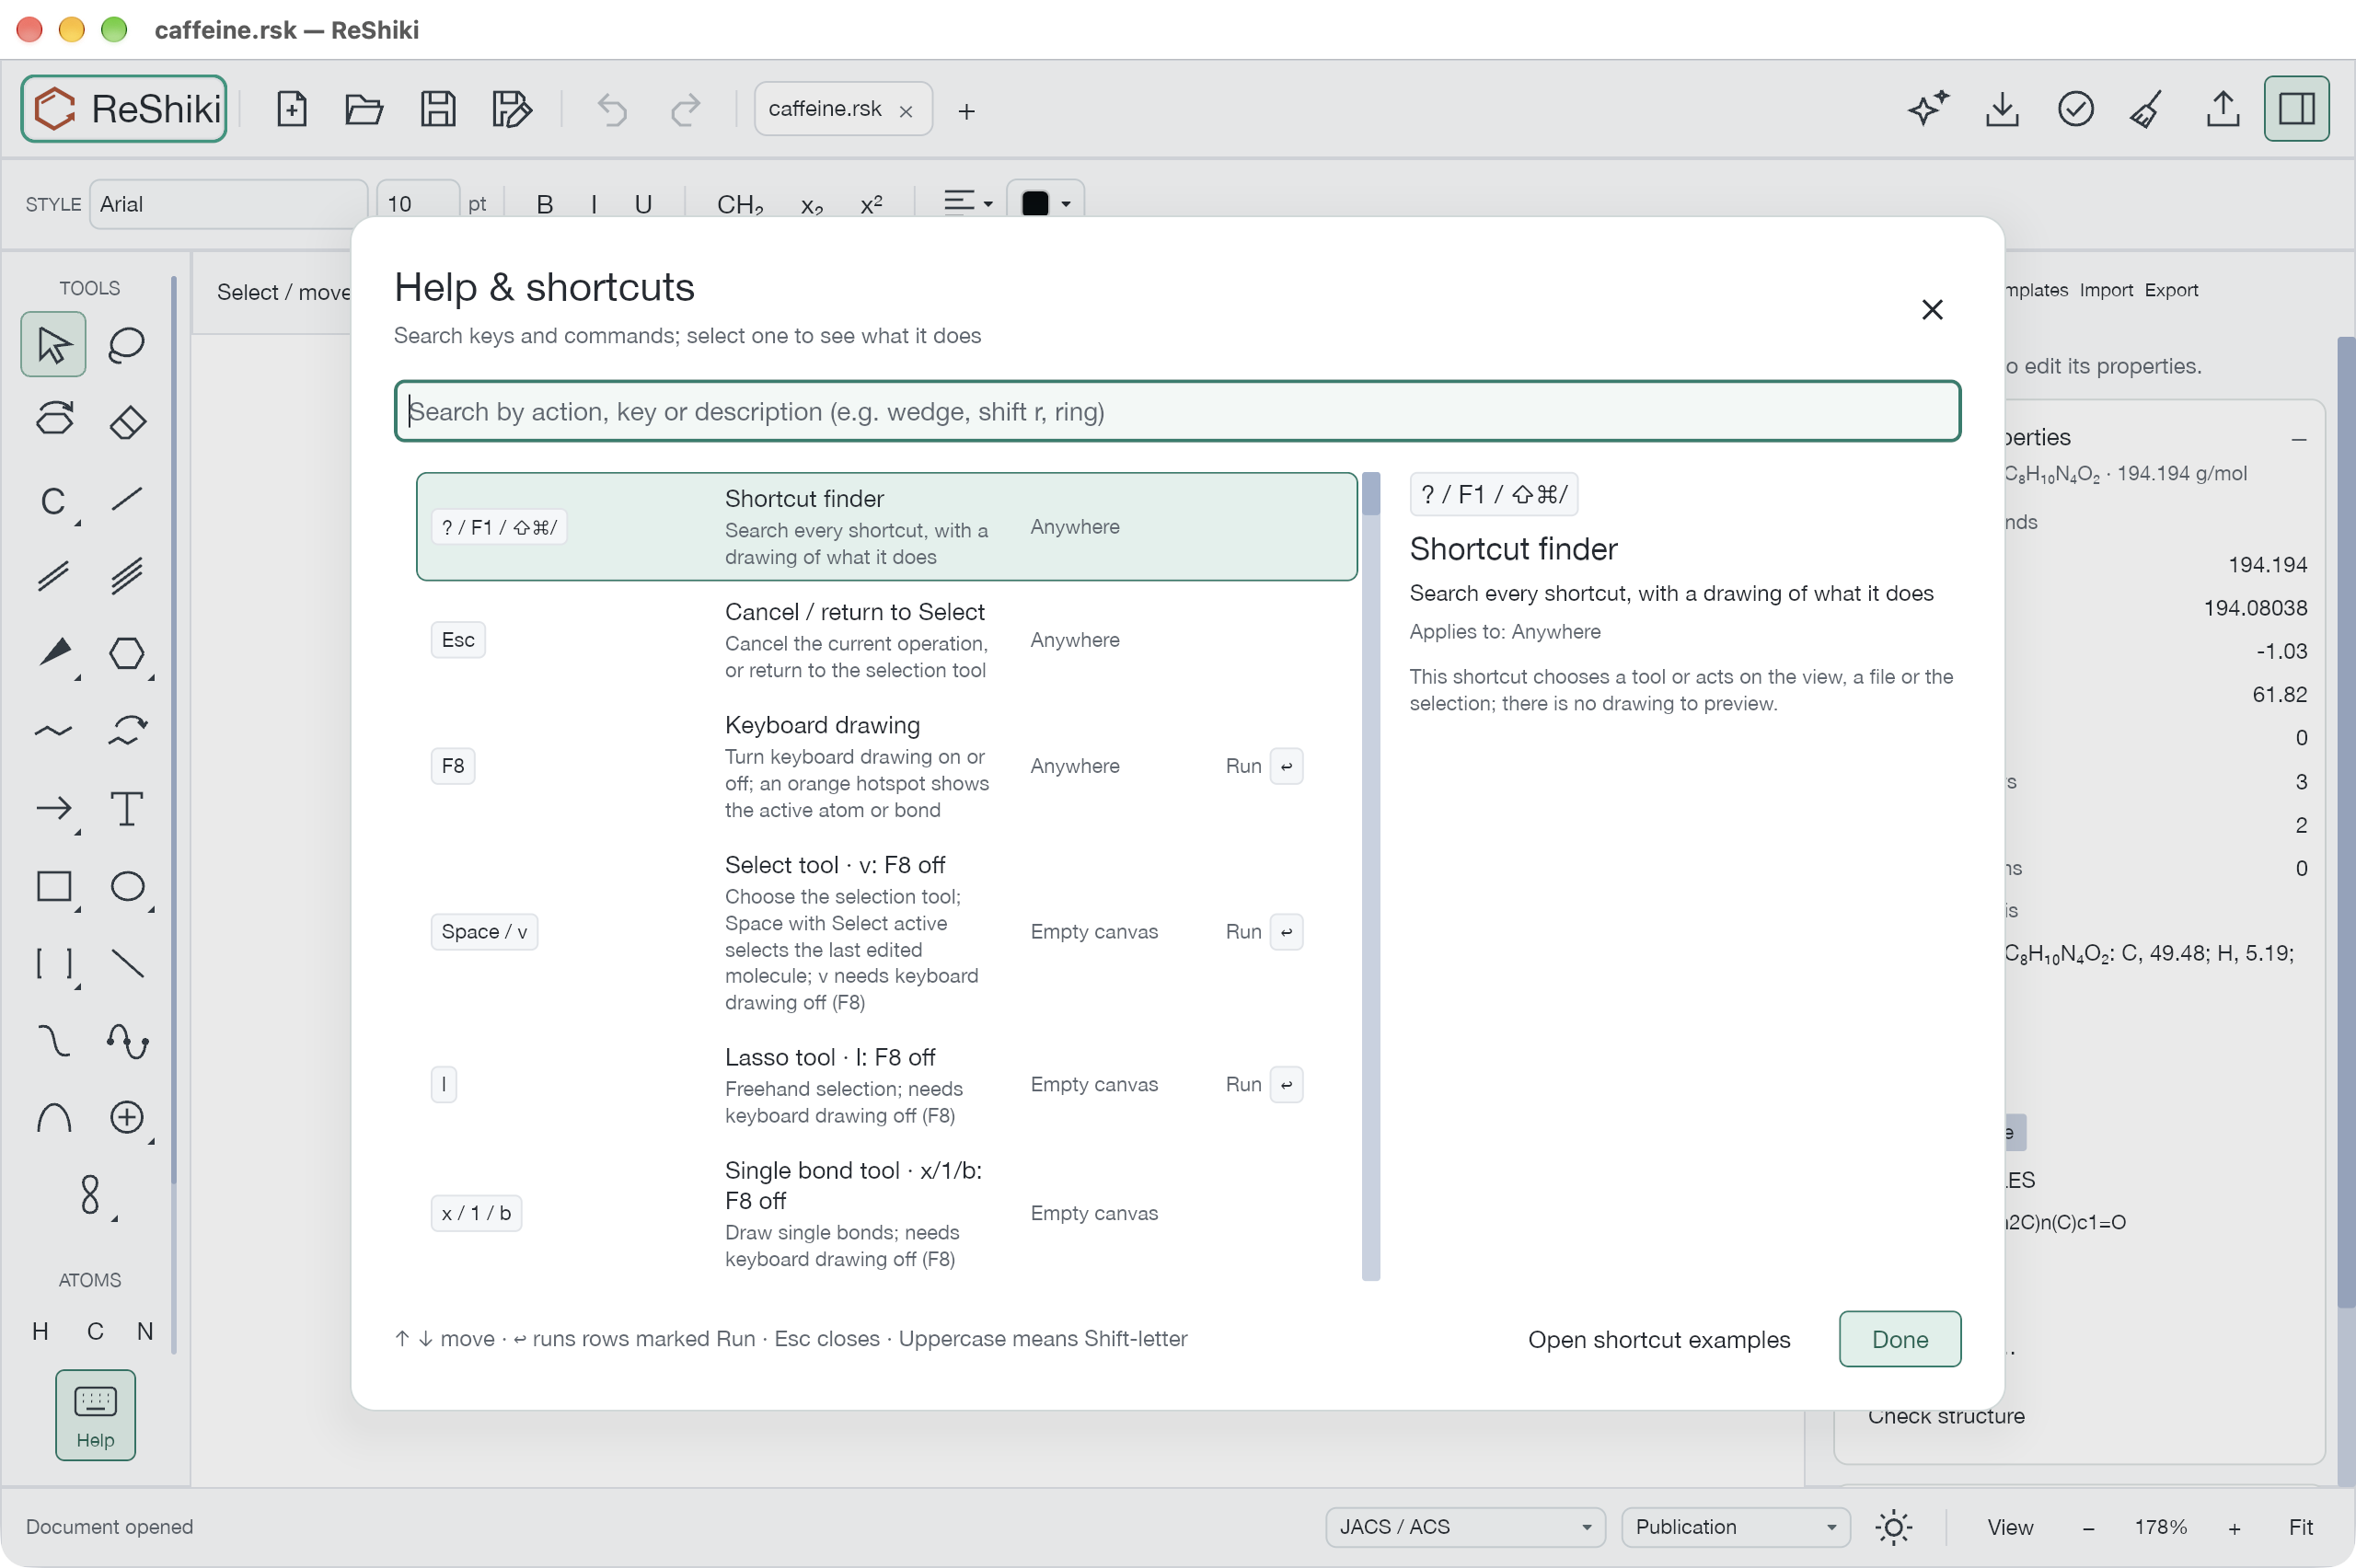 caffeine.rsk — ReShiki
ReShiki
caffeine.rsk × +
STYLE Arial 10 pt B I U CH₂ x₂ x²
TOOLS
Select / move
C
T
ATOMS
H C N
Help
Help & shortcuts
Search keys and commands; select one to see what it does
Search by action, key or description (e.g. wedge, shift r, ring)
? / F1 / ⇧⌘/
Shortcut finder
Search every shortcut, with a
drawing of what it does
Anywhere
Esc
Cancel / return to Select
Cancel the current operation,
or return to the selection tool
Anywhere
F8
Keyboard drawing
Turn keyboard drawing on or
off; an orange hotspot shows
the active atom or bond
Anywhere
Run ↩
Space / v
Select tool · v: F8 off
Choose the selection tool;
Space with Select active
selects the last edited
molecule; v needs keyboard
drawing off (F8)
Empty canvas
Run ↩
l
Lasso tool · l: F8 off
Freehand selection; needs
keyboard drawing off (F8)
Empty canvas
Run ↩
x / 1 / b
Single bond tool · x/1/b:
F8 off
Draw single bonds; needs
keyboard drawing off (F8)
Empty canvas
? / F1 / ⇧⌘/
Shortcut finder
Search every shortcut, with a drawing of what it does
Applies to: Anywhere
This shortcut chooses a tool or acts on the view, a file or the
selection; there is no drawing to preview.
↑ ↓ move · ↩ runs rows marked Run · Esc closes · Uppercase means Shift-letter
Open shortcut examples
Done
mplates Import Export
o edit its properties.
perties –
C₈H₁₀N₄O₂ · 194.194 g/mol
nds
194.194
194.08038
-1.03
61.82
0
s 3
2
ns 0
is
C₈H₁₀N₄O₂: C, 49.48; H, 5.19;
e
LES
n2C)n(C)c1=O
Check structure
Document opened
JACS / ACS
Publication
View – 178% + Fit